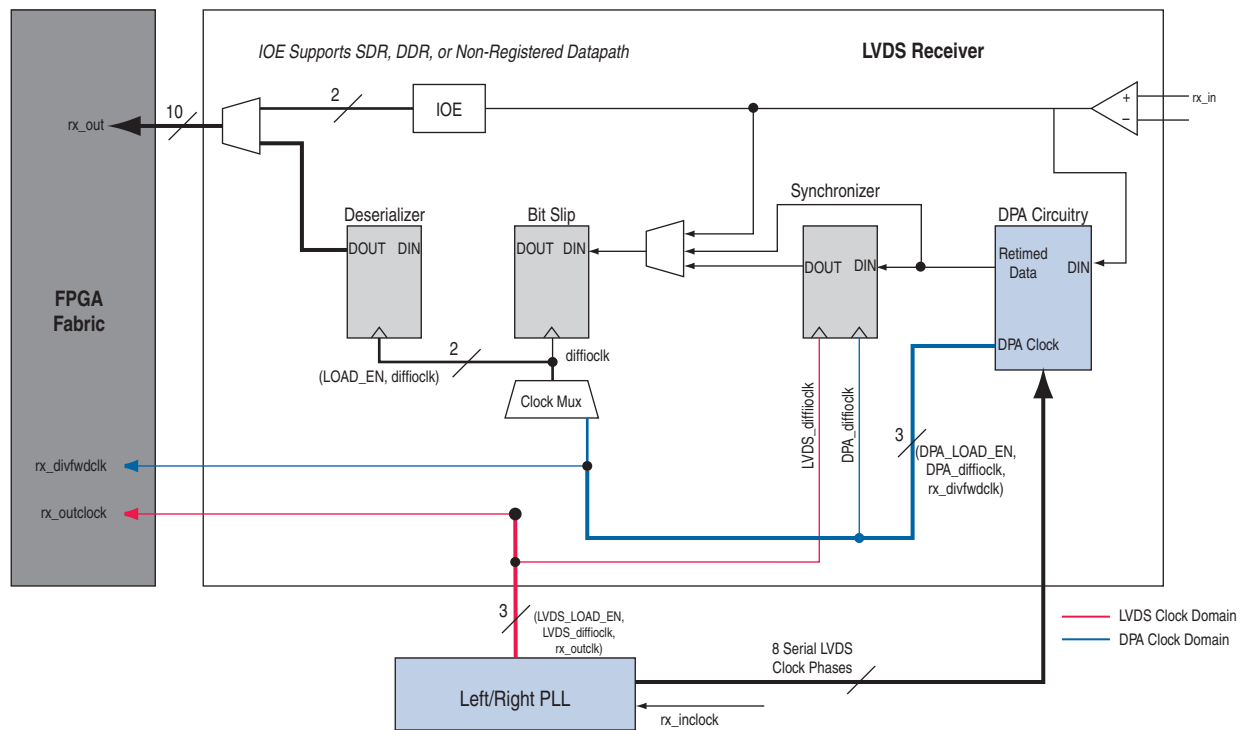 IOE Supports SDR, DDR, or Non-Registered Datapath
LVDS Receiver
2
IOE
+
–
rx_in
10
rx_out
Synchronizer
Deserializer
Bit Slip
DPA Circuitry
DOUT DIN
DOUT DIN
DOUT DIN
Retimed
Data
DIN
FPGA
Fabric
DPA Clock
2
diffioclk
(LOAD_EN, diffioclk)
Clock Mux
LVDS_diffiioclk
DPA_diffioclk
3
(DPA_LOAD_EN,
DPA_diffioclk,
rx_divfwdclk)
rx_divfwdclk
rx_outclock
3
(LVDS_LOAD_EN,
LVDS_diffioclk,
rx_outclk)
LVDS Clock Domain
DPA Clock Domain
8 Serial LVDS
Clock Phases
Left/Right PLL
rx_inclock